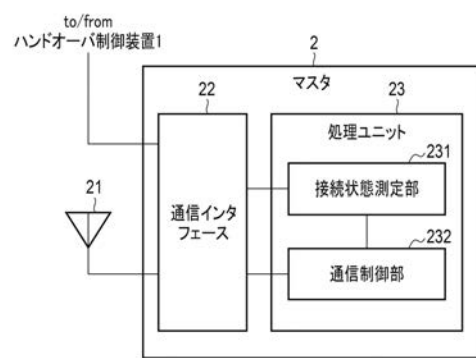 to/from
ハンドオーバ制御装置1
2
マスタ
22
23
処理ユニット
231
接続状態測定部
21
通信インタ
フェース
232
通信制御部